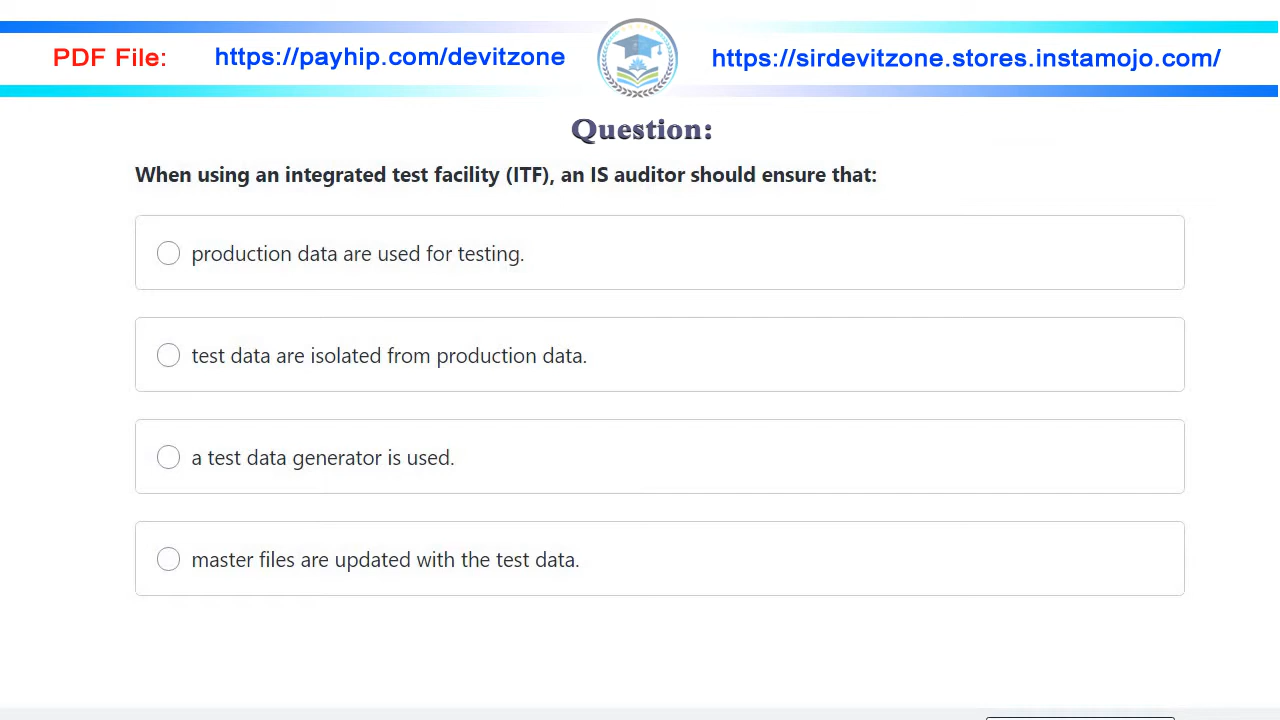 PDF File: https://payhip.com/devitzone https://sirdevitzone.stores.instamojo.com/
Question:
When using an integrated test facility (ITF), an IS auditor should ensure that:
production data are used for testing.
test data are isolated from production data.
a test data generator is used.
master files are updated with the test data.